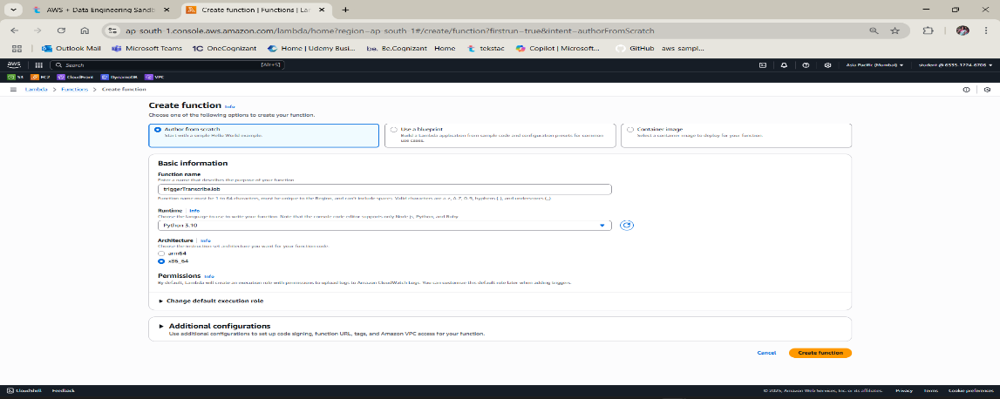 AWS + Data Engineering Sandb
Create function | Functions | Lar
ap-south-1.console.aws.amazon.com/lambda/home?region=ap-south-1#/create/function?firstrun=true&intent=authorFromScratch
Outlook Mail Microsoft Teams 1C OneCognizant Home | Udemy Busi... be. Be.Cognizant Home tekstac Copilot | Microsoft... GitHub aws-sampl...
aws Search [Alt+S] Asia Pacific (Mumbai) student @ 6535-1774-6706
S3 EC2 CloudFront DynamoDB VPC
Lambda > Functions > Create function
Create function Info
Choose one of the following options to create your function.
Author from scratch
Start with a simple Hello World example.
Use a blueprint
Build a Lambda application from sample code and configuration presets for common
use cases.
Container image
Select a container image to deploy for your function.
Basic information
Function name
Enter a name that describes the purpose of your function.
triggerTranscribeJob
Function name must be 1 to 64 characters, must be unique to the Region, and can't include spaces. Valid characters are a-z, A-Z, 0-9, hyphens (-), and underscores (_).
Runtime | Info
Choose the language to use to write your function. Note that the console code editor supports only Node.js, Python, and Ruby.
Python 3.10
Architecture | Info
Choose the instruction set architecture you want for your function code.
arm64
x86_64
Permissions Info
By default, Lambda will create an execution role with permissions to upload logs to Amazon CloudWatch Logs. You can customize this default role later when adding triggers.
Change default execution role
Additional configurations
Use additional configurations to set up code signing, function URL, tags, and Amazon VPC access for your function.
Cancel Create function
CloudShell Feedback © 2025, Amazon Web Services, Inc. or its affiliates. Privacy Terms Cookie preferences